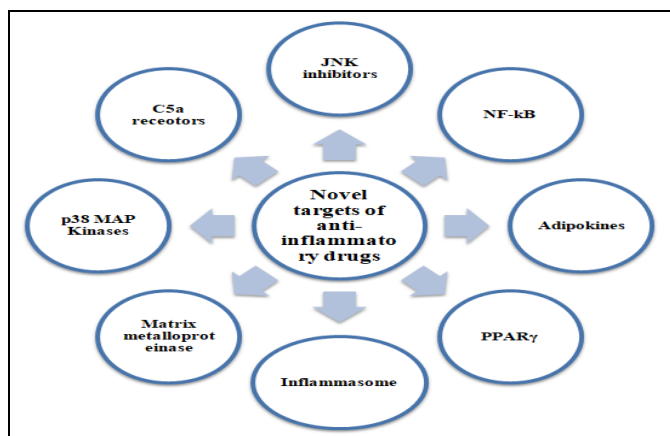 JNK
inhibitors
C5a
receotors
NF-kB
p38 MAP
Kinases
Novel
targets of
anti-
inflammato
ry drugs
Adipokines
Matrix
metalloprot
einase
PPARγ
Inflammasome